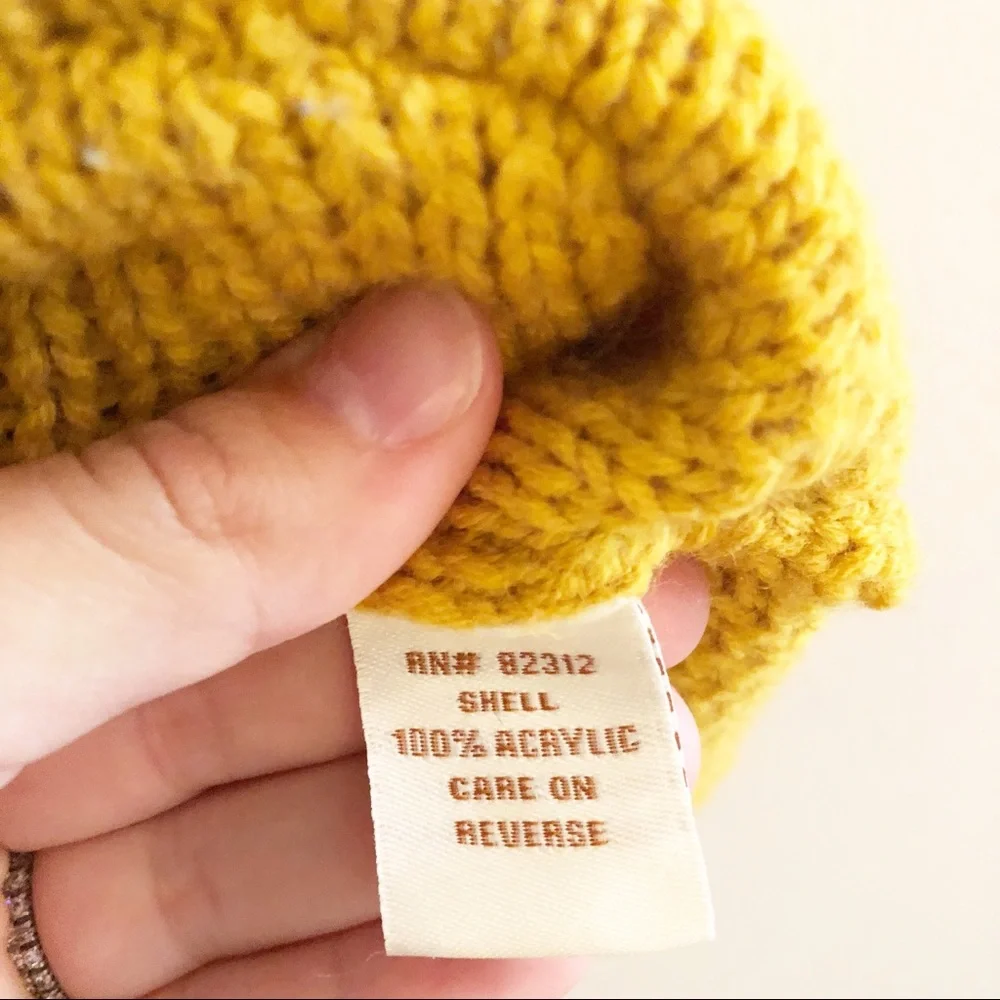 RN# 82312
SHELL
100% ACRYLIC
CARE ON
REVERSE